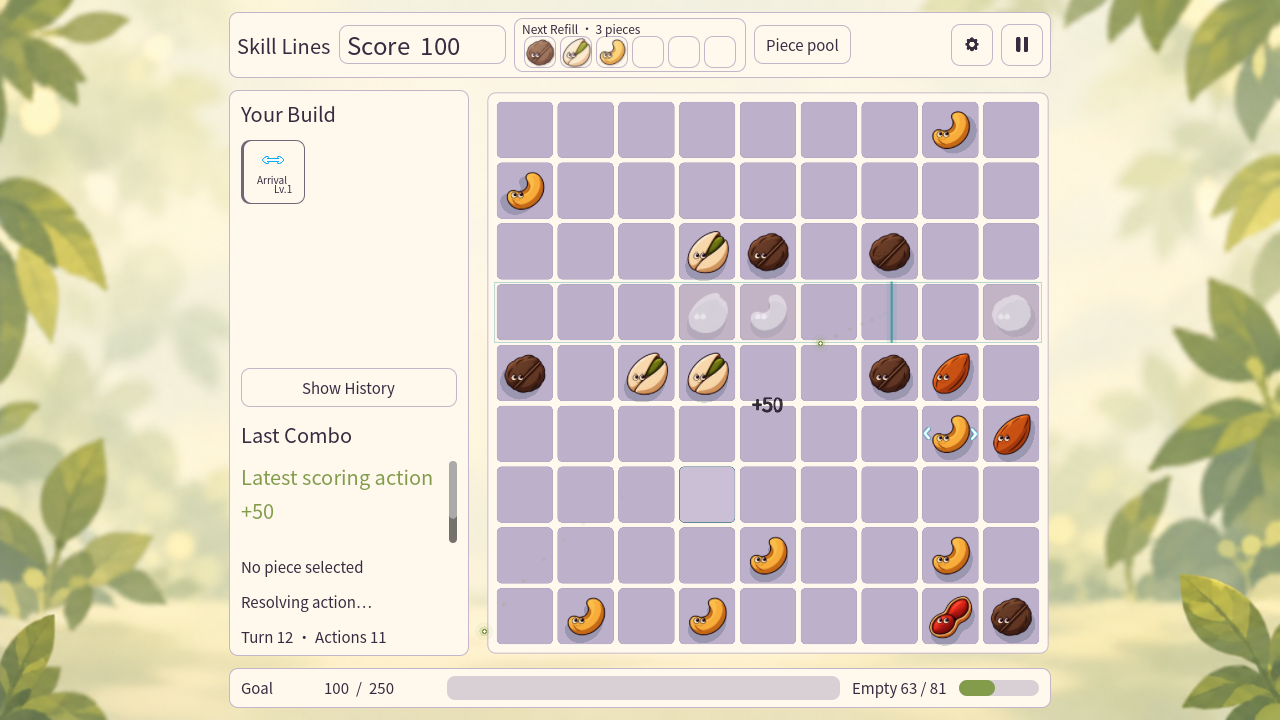 Skill Lines
Score 100
Next Refill • 3 pieces
Piece pool
Your Build
Arrival
Lv.1
Show History
Last Combo
Latest scoring action
+50
No piece selected
Resolving action…
Turn 12 • Actions 11
+50
Goal
100 / 250
Empty 63 / 81